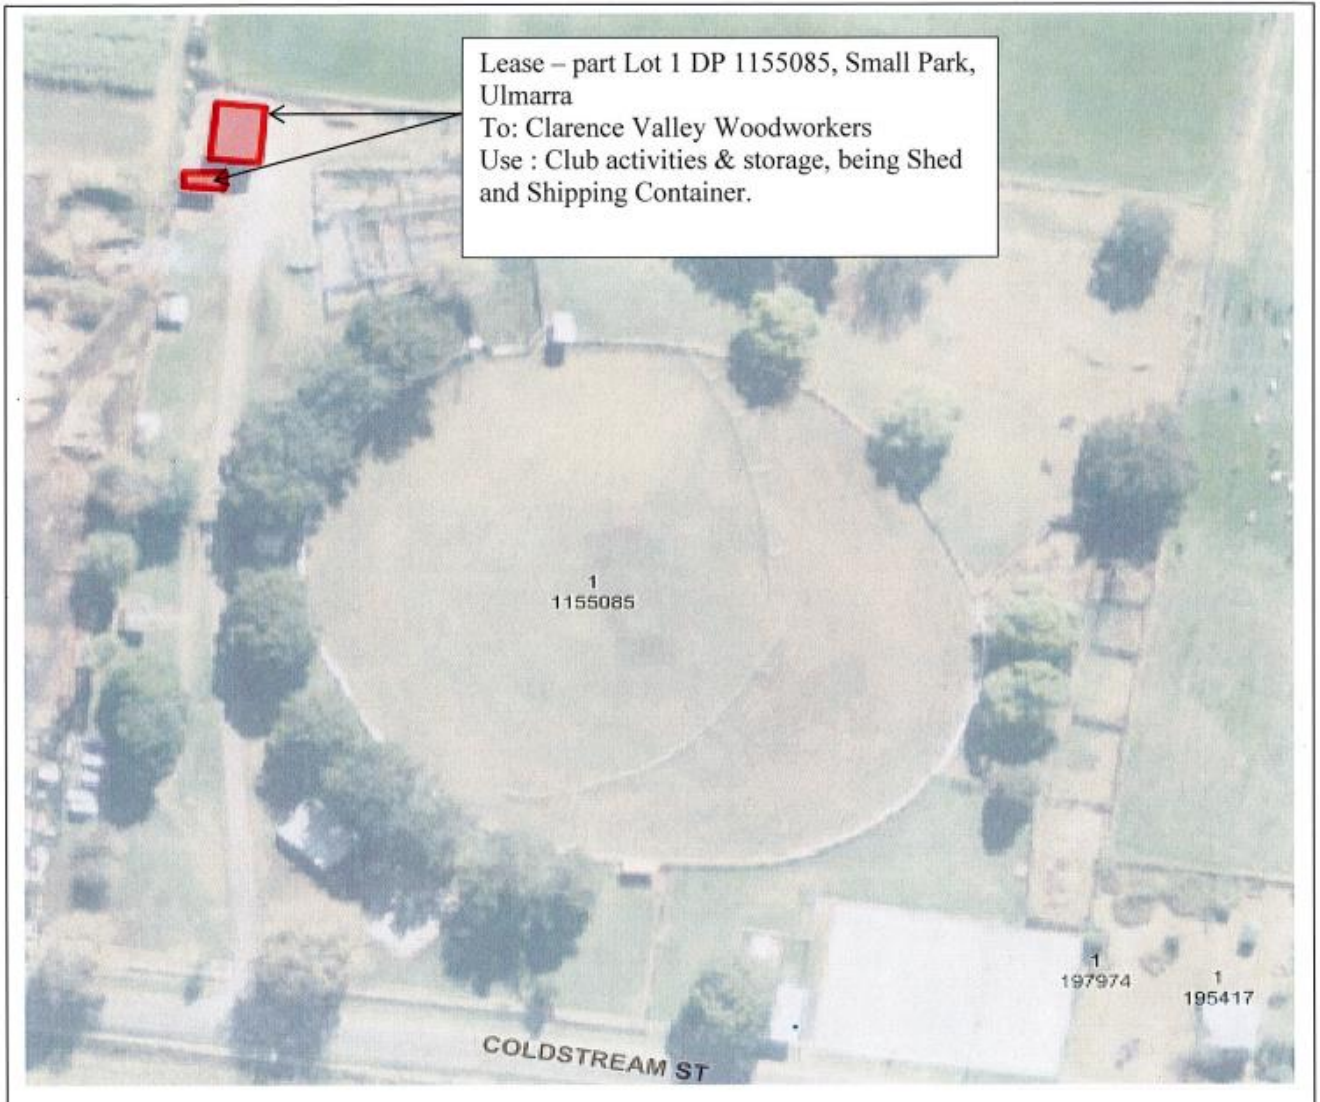 Lease – part Lot 1 DP 1155085, Small Park,
Ulmarra
To: Clarence Valley Woodworkers
Use : Club activities & storage, being Shed
and Shipping Container.
1
1155085
1
197974
1
195417
COLDSTREAM ST